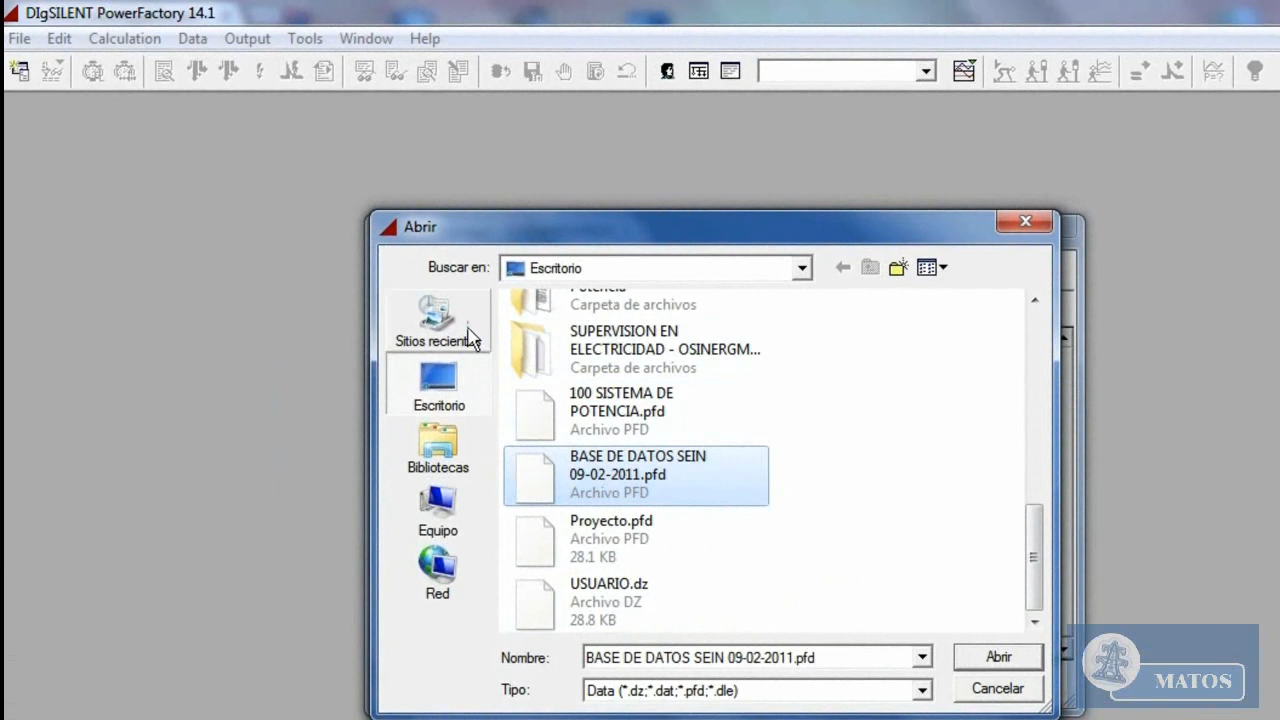 DIgSILENT PowerFactory 14.1
File Edit Calculation Data Output Tools Window Help
Abrir
Buscar en: Escritorio
Potencia
Carpeta de archivos
SUPERVISION EN
ELECTRICIDAD - OSINERGM...
Carpeta de archivos
100 SISTEMA DE
POTENCIA.pfd
Archivo PFD
BASE DE DATOS SEIN
09-02-2011.pfd
Archivo PFD
Proyecto.pfd
Archivo PFD
28.1 KB
USUARIO.dz
Archivo DZ
28.8 KB
Sitios recientes
Escritorio
Bibliotecas
Equipo
Red
Nombre: BASE DE DATOS SEIN 09-02-2011.pfd Abrir
Tipo: Data (*.dz;*.dat;*.pfd;*.dle) Cancelar
MATOS